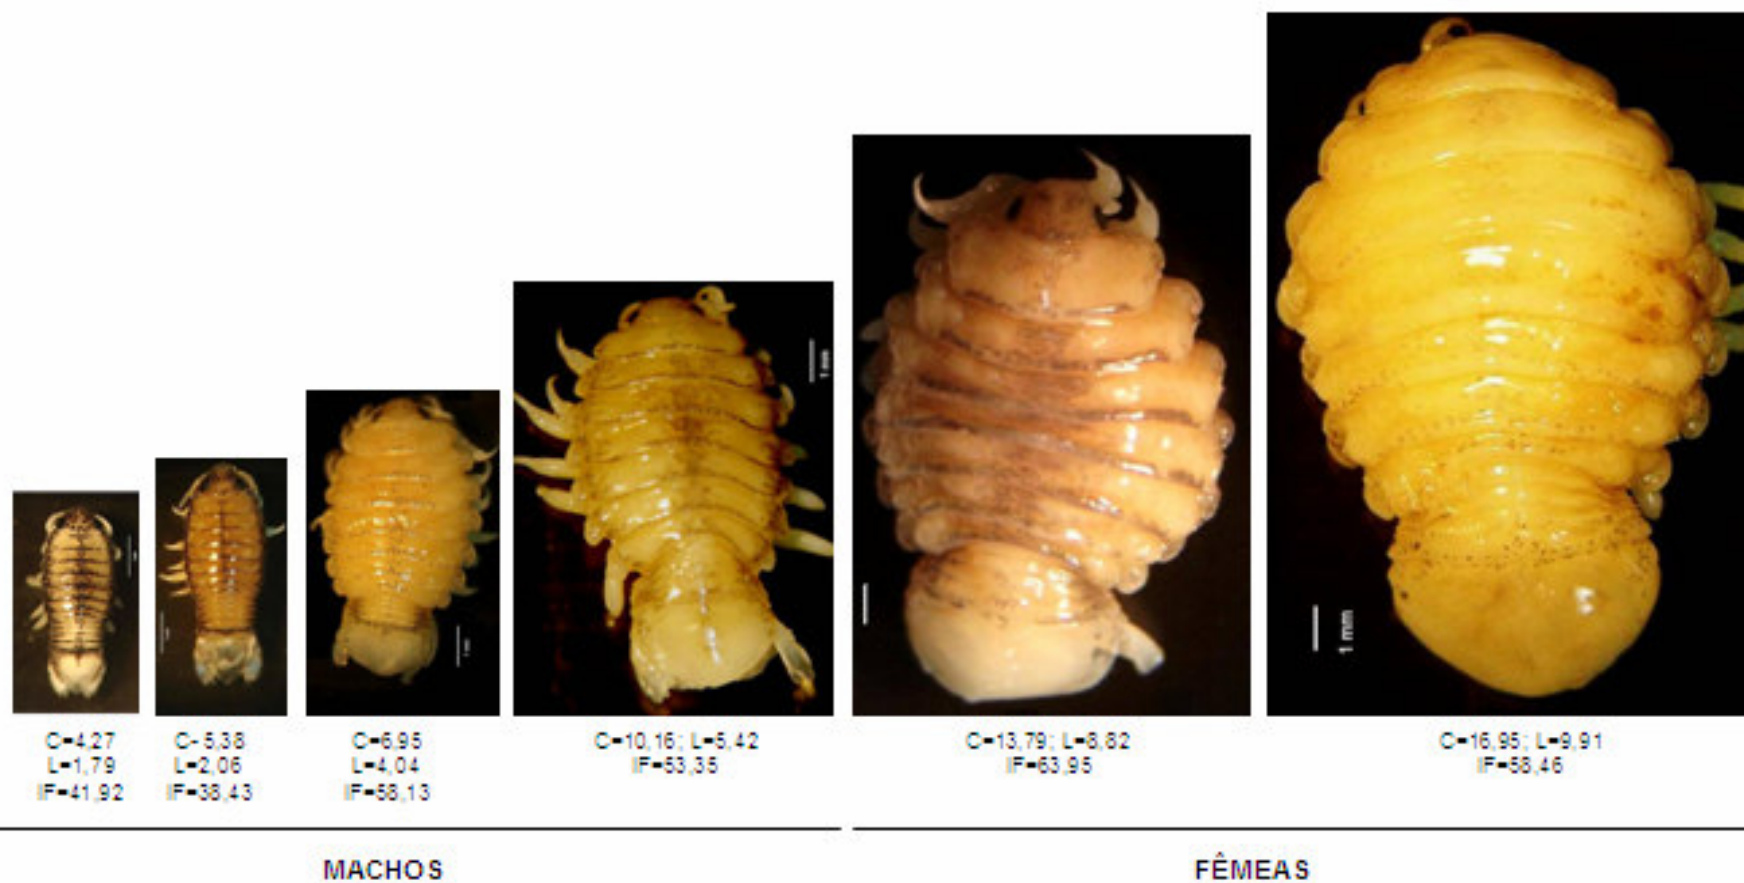 C=4,27
L=1,79
IF=41,92
C-5,38
L=2,06
IF=38,43
C=6,95
L=4,04
IF=58,13
C=10,16; L=5,42
IF=53,35
C=13,79; L=8,82
IF=63,95
C=16,95; L=9,91
IF=58,46
1 mm
1 mm
MACHOS
FÊMEAS